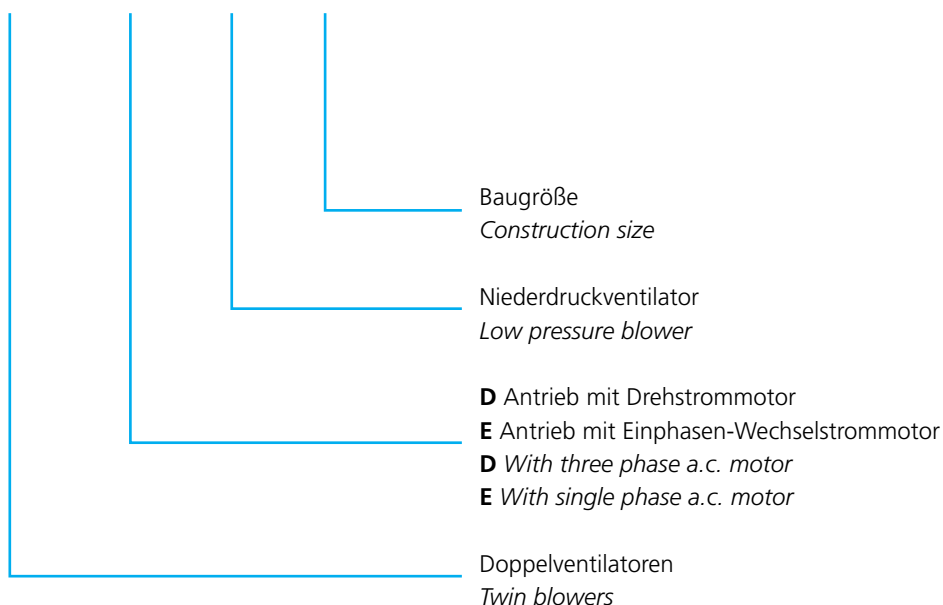 Baugröße
Construction size
Niederdruckventilator
Low pressure blower
D Antrieb mit Drehstrommotor
E Antrieb mit Einphasen-Wechselstrommotor
D With three phase a.c. motor
E With single phase a.c. motor
Doppelventilatoren
Twin blowers